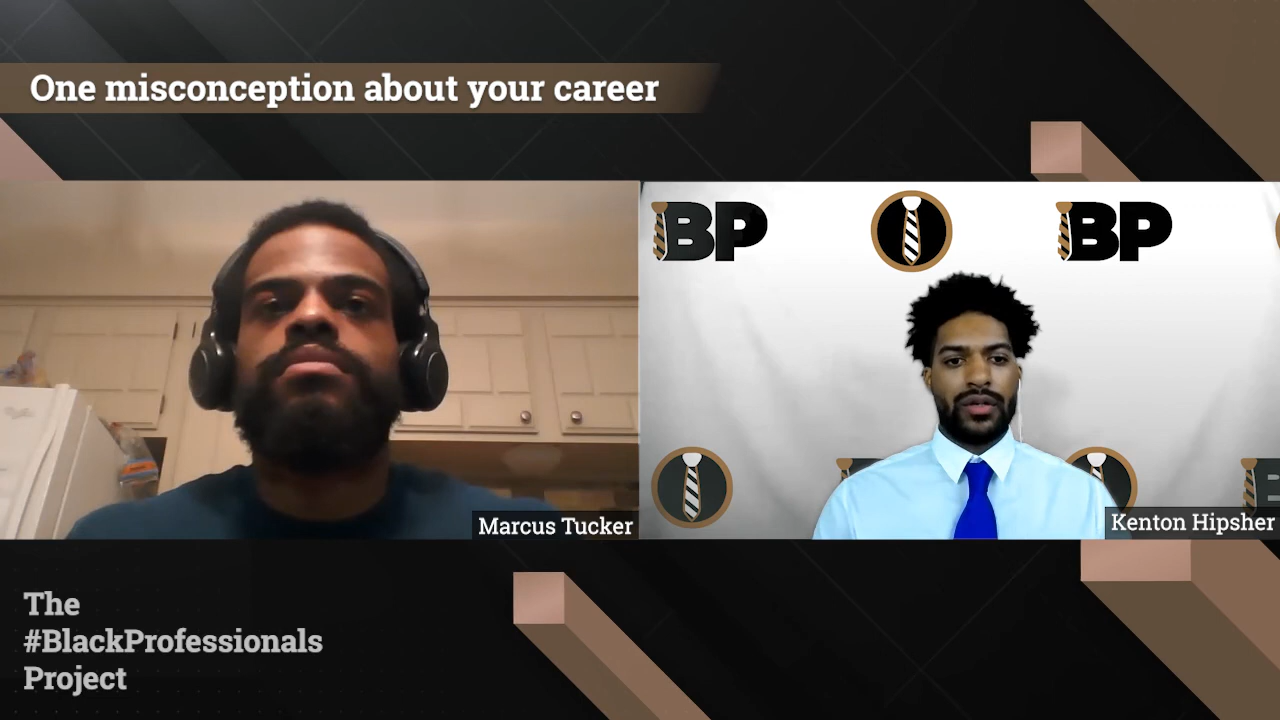 One misconception about your career
BP
BP
Marcus Tucker
Kenton Hipsher
The
#BlackProfessionals
Project